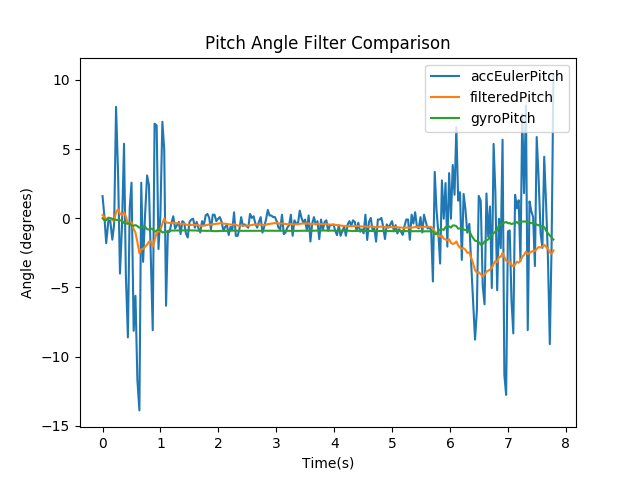 Pitch Angle Filter Comparison
accEulerPitch
filteredPitch
gyroPitch
10
5
0
−5
−10
−15
Angle (degrees)
0 1 2 3 4 5 6 7 8
Time(s)